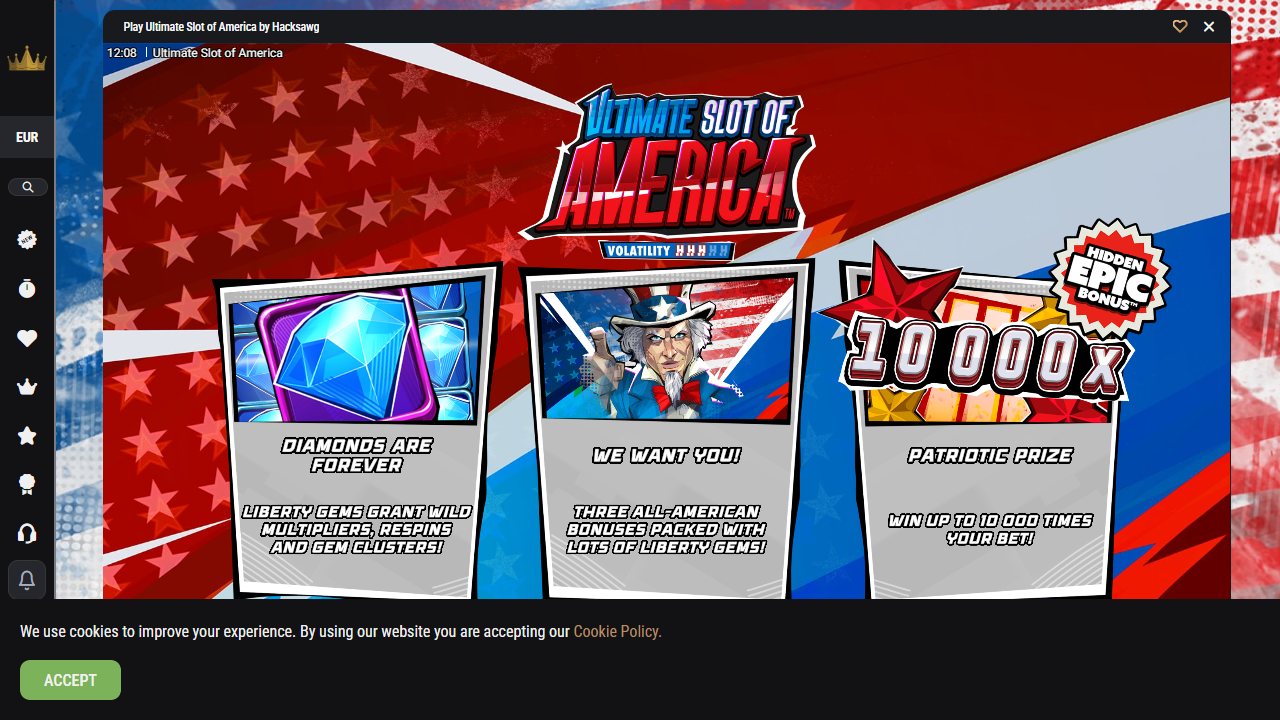 Play Ultimate Slot of America by Hacksawg
12:08 | Ultimate Slot of America
EUR
NEW
ULTIMATE SLOT OF
AMERICA™
VOLATILITY
HIDDEN
EPIC
BONUS™
10 000x
DIAMONDS ARE
FOREVER
LIBERTY GEMS GRANT WILD
MULTIPLIERS, RESPINS
AND GEM CLUSTERS!
WE WANT YOU!
THREE ALL-AMERICAN
BONUSES PACKED WITH
LOTS OF LIBERTY GEMS!
PATRIOTIC PRIZE
WIN UP TO 10 000 TIMES
YOUR BET!
We use cookies to improve your experience. By using our website you are accepting our Cookie Policy.
ACCEPT